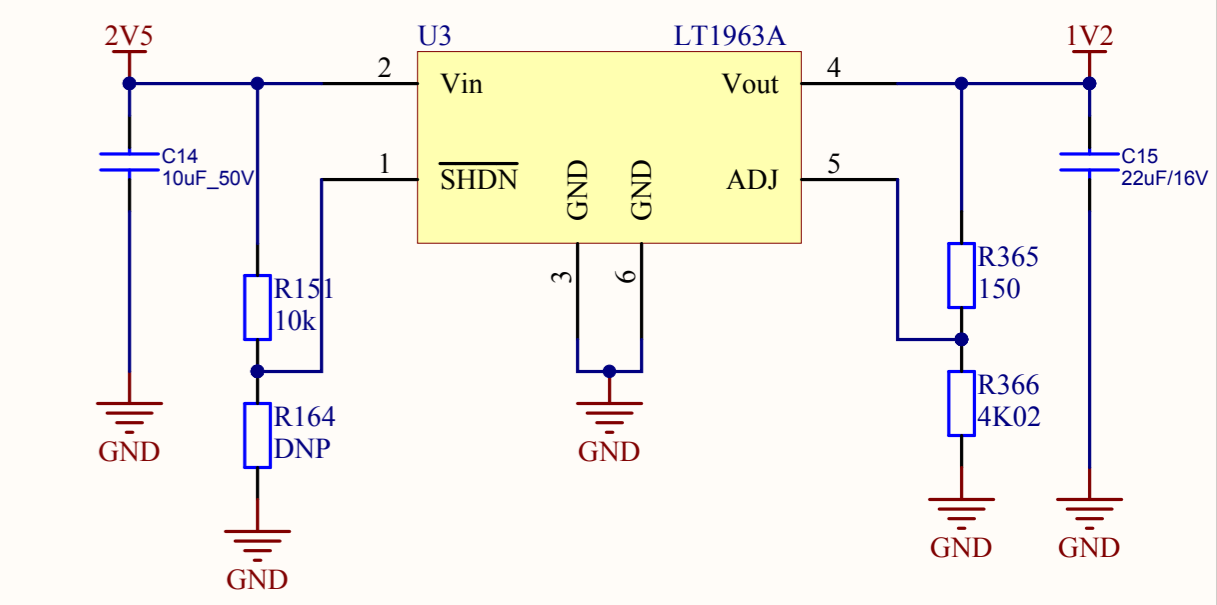 2V5
U3
LT1963A
1V2
2
Vin
Vout
4
C14
10uF_50V
1
SHDN
GND
GND
ADJ
5
C15
22uF/16V
3
6
R151
10k
R365
150
R164
DNP
R366
4K02
GND
GND
GND
GND
GND